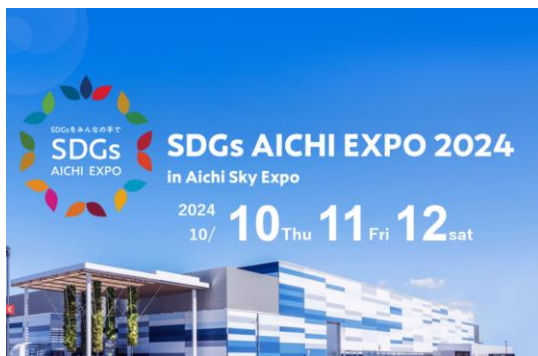 SDGsをみんなの手で
SDGs
AICHI EXPO
SDGs AICHI EXPO 2024
in Aichi Sky Expo
2024
10/ 10Thu 11Fri 12sat